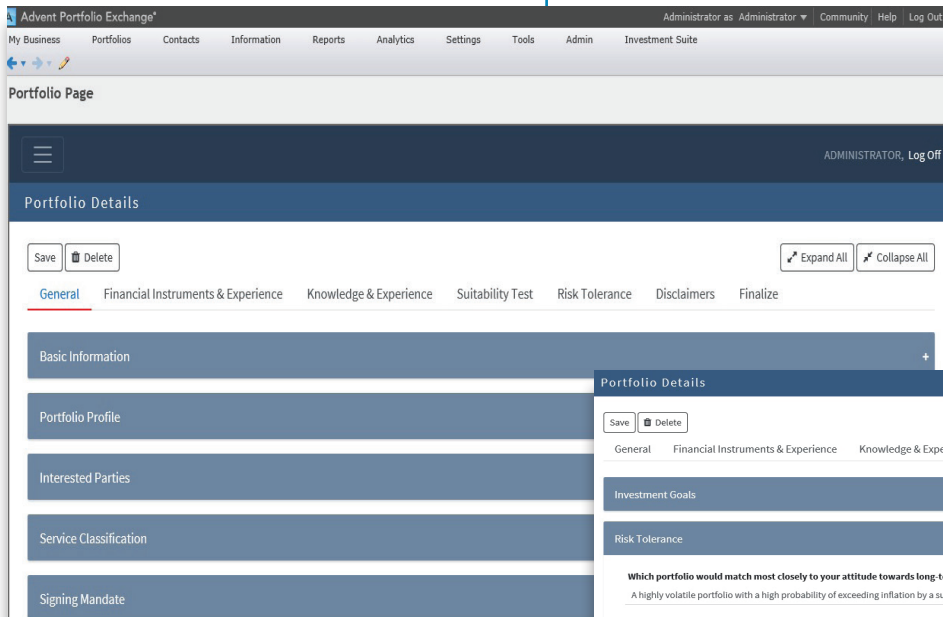 Advent Portfolio Exchange® Administrator as Administrator Community Help Log Out
My Business Portfolios Contacts Information Reports Analytics Settings Tools Admin Investment Suite
Portfolio Page
ADMINISTRATOR, Log Off
Portfolio Details
Save Delete Expand All Collapse All
General Financial Instruments & Experience Knowledge & Experience Suitability Test Risk Tolerance Disclaimers Finalize
Basic Information +
Portfolio Profile
Interested Parties
Service Classification
Signing Mandate
Portfolio Details
Save Delete
General Financial Instruments & Experience Knowledge & Expe
Investment Goals
Risk Tolerance
Which portfolio would match most closely to your attitude towards long-t
A highly volatile portfolio with a high probability of exceeding inflation by a su